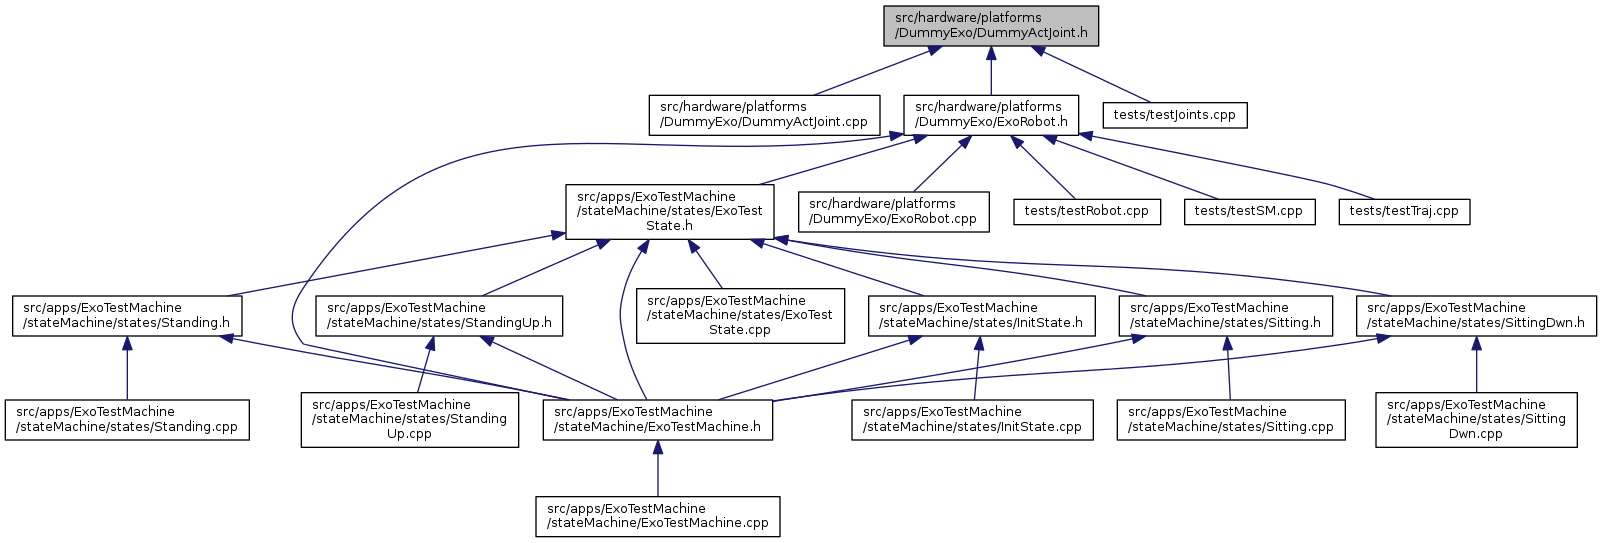 src/hardware/platforms
/DummyExo/DummyActJoint.h
src/hardware/platforms
/DummyExo/DummyActJoint.cpp
src/hardware/platforms
/DummyExo/ExoRobot.h
tests/testJoints.cpp
src/apps/ExoTestMachine
/stateMachine/states/ExoTest
State.h
src/hardware/platforms
/DummyExo/ExoRobot.cpp
tests/testRobot.cpp
tests/testSM.cpp
tests/testTraj.cpp
src/apps/ExoTestMachine
/stateMachine/states/Standing.h
src/apps/ExoTestMachine
/stateMachine/states/StandingUp.h
src/apps/ExoTestMachine
/stateMachine/states/ExoTest
State.cpp
src/apps/ExoTestMachine
/stateMachine/states/InitState.h
src/apps/ExoTestMachine
/stateMachine/states/Sitting.h
src/apps/ExoTestMachine
/stateMachine/states/SittingDwn.h
src/apps/ExoTestMachine
/stateMachine/states/Standing.cpp
src/apps/ExoTestMachine
/stateMachine/states/Standing
Up.cpp
src/apps/ExoTestMachine
/stateMachine/ExoTestMachine.h
src/apps/ExoTestMachine
/stateMachine/states/InitState.cpp
src/apps/ExoTestMachine
/stateMachine/states/Sitting.cpp
src/apps/ExoTestMachine
/stateMachine/states/Sitting
Dwn.cpp
src/apps/ExoTestMachine
/stateMachine/ExoTestMachine.cpp